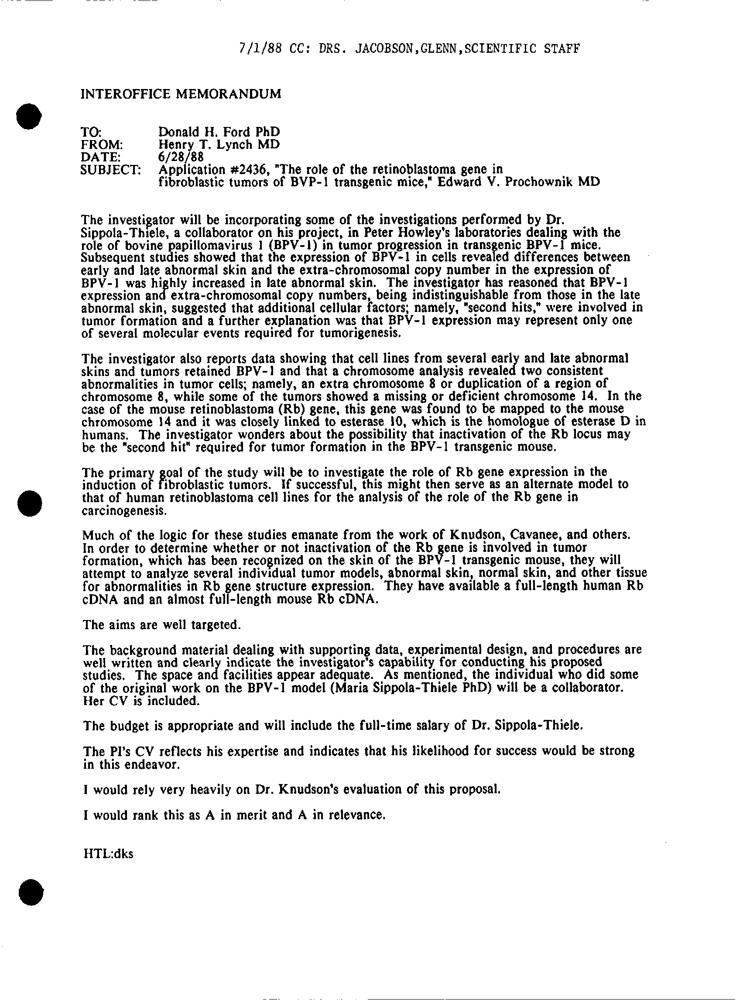 7/1/88 CC: DRS. JACOBSON,GLENN,SCIENTIFIC STAFF
INTEROFFICE MEMORANDUM
TO: Donald H. Ford PhD
FROM: Henry T. Lynch MD
DATE: 6/28/88
SUBJECT: Application #2436, "The role of the retinoblastoma gene in
fibroblastic tumors of BVP-1 transgenic mice," Edward V. Prochownik MD
The investigator will be incorporating some of the investigations performed by Dr.
Sippola-Thiele, a collaborator on his project, in Peter Howley's laboratories dealing with the
role of bovine papillomavirus 1 (BPV-1) in tumor progression in transgenic BPV-1 mice.
Subsequent studies showed that the expression of BPV-1 in cells revealed differences between
early and late abnormal skin and the extra-chromosomal copy number in the expression of
BPV-1 was highly increased in late abnormal skin. The investigator has reasoned that BPV-1
expression and extra-chromosomal copy numbers, being indistinguishable from those in the late
abnormal skin, suggested that additional cellular factors; namely, "second hits," were involved in
tumor formation and a further explanation was that BPV-1 expression may represent only one
of several molecular events required for tumorigenesis.
The investigator also reports data showing that cell lines from several early and late abnormal
skins and tumors retained BPV-1 and that a chromosome analysis revealed two consistent
abnormalities in tumor cells; namely, an extra chromosome 8 or duplication of a region of
chromosome 8, while some of the tumors showed a missing or deficient chromosome 14. In the
case of the mouse retinoblastoma (Rb) gene, this gene was found to be mapped to the mouse
chromosome 14 and it was closely linked to esterase 10, which is the homologue of esterase D in
humans. The investigator wonders about the possibility that inactivation of the Rb locus may
be the "second hit" required for tumor formation in the BPV-1 transgenic mouse.
The primary goal of the study will be to investigate the role of Rb gene expression in the
induction of fibroblastic tumors. If successful, this might then serve as an alternate model to
that of human retinoblastoma cell lines for the analysis of the role of the Rb gene in
carcinogenesis.
Much of the logic for these studies emanate from the work of Knudson, Cavanee, and others.
In order to determine whether or not inactivation of the Rb gene is involved in tumor
formation, which has been recognized on the skin of the BPV-1 transgenic mouse, they will
attempt to analyze several individual tumor models, abnormal skin, normal skin, and other tissue
for abnormalities in Rb gene structure expression. They have available a full-length human Rb
cDNA and an almost full-length mouse Rb cDNA.
The aims are well targeted.
The background material dealing with supporting data, experimental design, and procedures are
well written and clearly indicate the investigator's capability for conducting his proposed
studies. The space and facilities appear adequate. As mentioned, the individual who did some
of the original work on the BPV-1 model (Maria Sippola-Thiele PhD) will be a collaborator.
Her CV is included.
The budget is appropriate and will include the full-time salary of Dr. Sippola-Thiele.
The PI's CV reflects his expertise and indicates that his likelihood for success would be strong
in this endeavor.
I would rely very heavily on Dr. Knudson's evaluation of this proposal.
I would rank this as A in merit and A in relevance.
HTL:dks